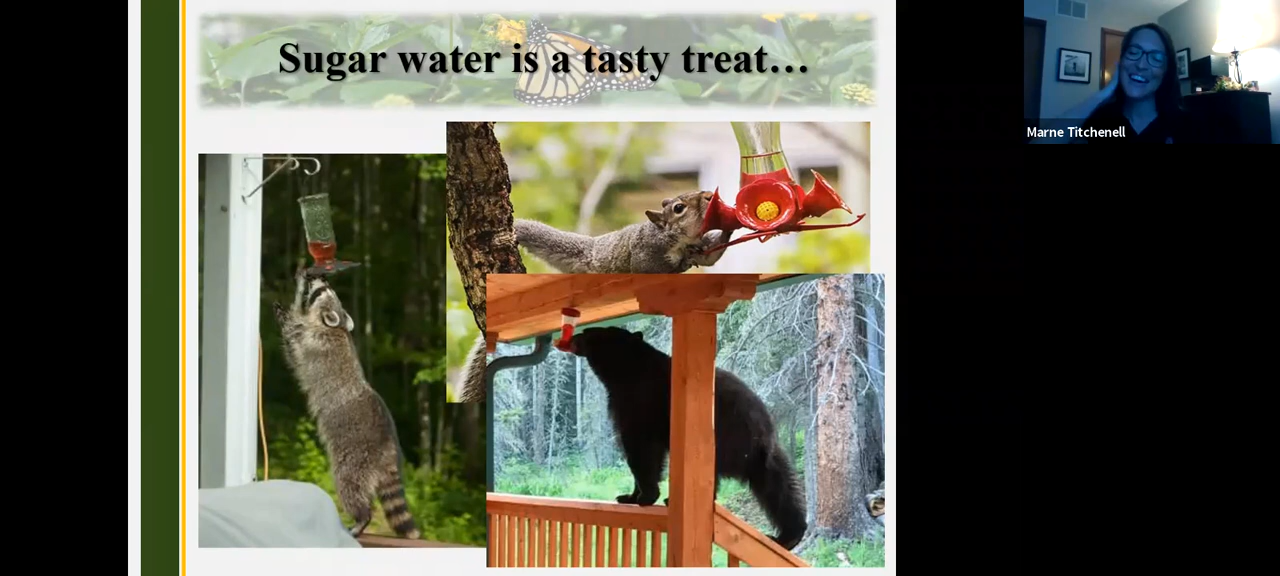 Sugar water is a tasty treat…
Marne Titchenell